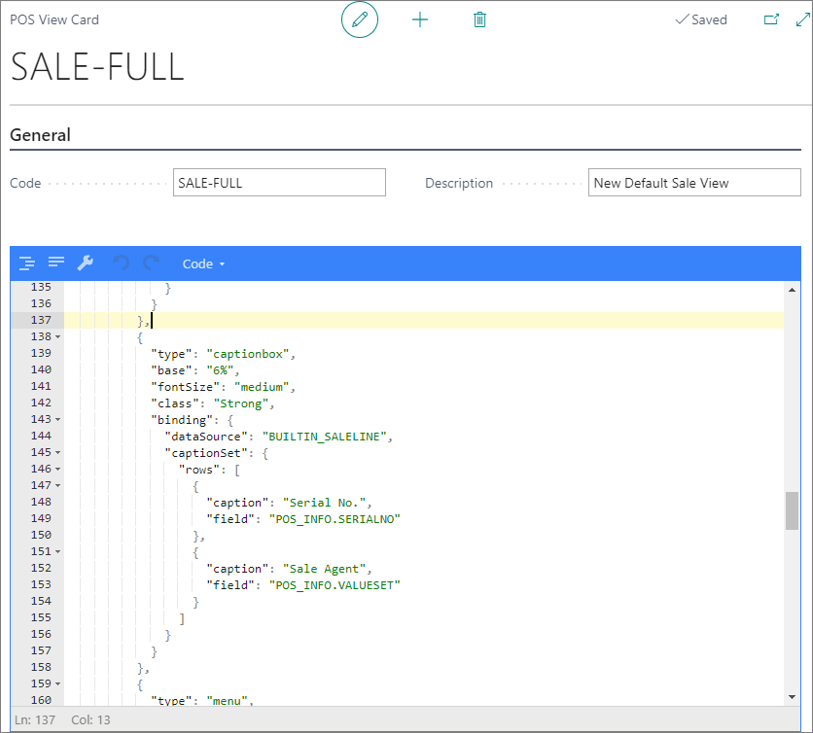 POS View Card
Saved
SALE-FULL
General
Code SALE-FULL Description New Default Sale View
Code
135 }
136 }
137 },
138 {
139 "type": "captionbox",
140 "base": "6%",
141 "fontSize": "medium",
142 "class": "Strong",
143 "binding": {
144 "dataSource": "BUILTIN_SALELINE",
145 "captionSet": {
146 "rows": [
147 {
148 "caption": "Serial No.",
149 "field": "POS_INFO.SERIALNO"
150 },
151 {
152 "caption": "Sale Agent",
153 "field": "POS_INFO.VALUESET"
154 }
155 ]
156 }
157 }
158 },
159 {
160 "type": "menu",
Ln: 137 Col: 13